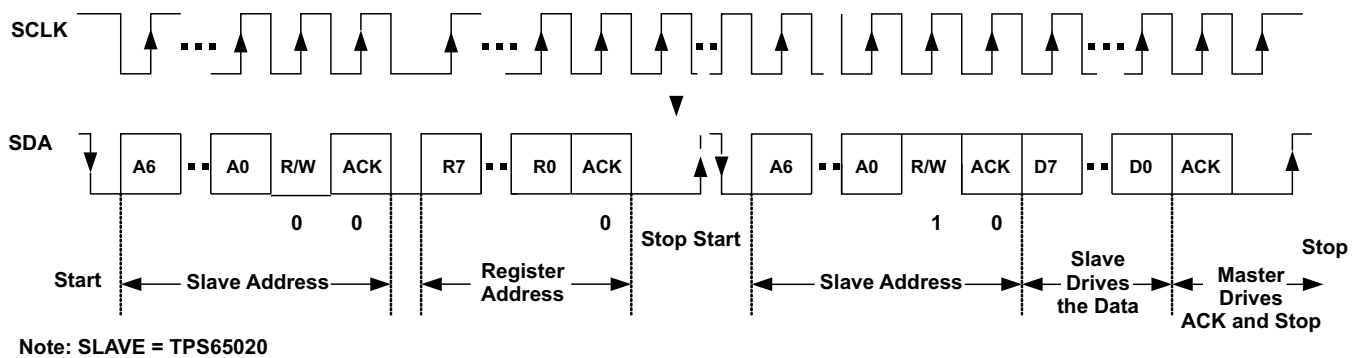 SCLK
SDA
A6 A0 R/W ACK R7 R0 ACK A6 A0 R/W ACK D7 D0 ACK
0 0 0 1 0
Stop Start
Stop
Start
Slave Address
Register
Address
Slave Address
Slave
Drives
the Data
Master
Drives
ACK and Stop
Note: SLAVE = TPS65020